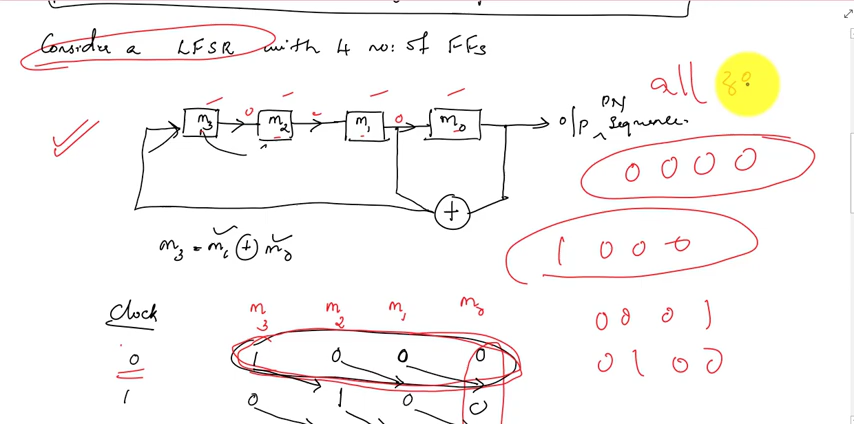 Consider a LFSR with 4 no: of FFs
all
m3 m2 m1 m0 o/p PN Sequence
0 0 0 0
m3 = m1 + m0
1 0 0 0
Clock m3 m2 m1 m0
0 0 0 1
0 1 0 0 0
0 1 0 0
1 0 1 0 0